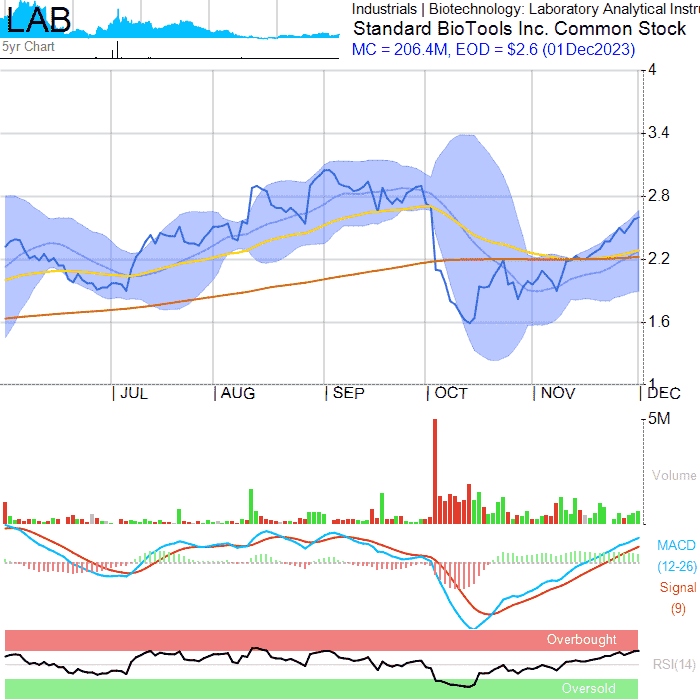 LAB
5yr Chart
Industrials | Biotechnology: Laboratory Analytical Instru
Standard BioTools Inc. Common Stock
MC = 206.4M, EOD = $2.6 (01Dec2023)
4
3.4
2.8
2.2
1.6
1
JUL
AUG
SEP
OCT
NOV
DEC
5M
Volume
MACD
(12-26)
Signal
(9)
Overbought
RSI(14)
Oversold